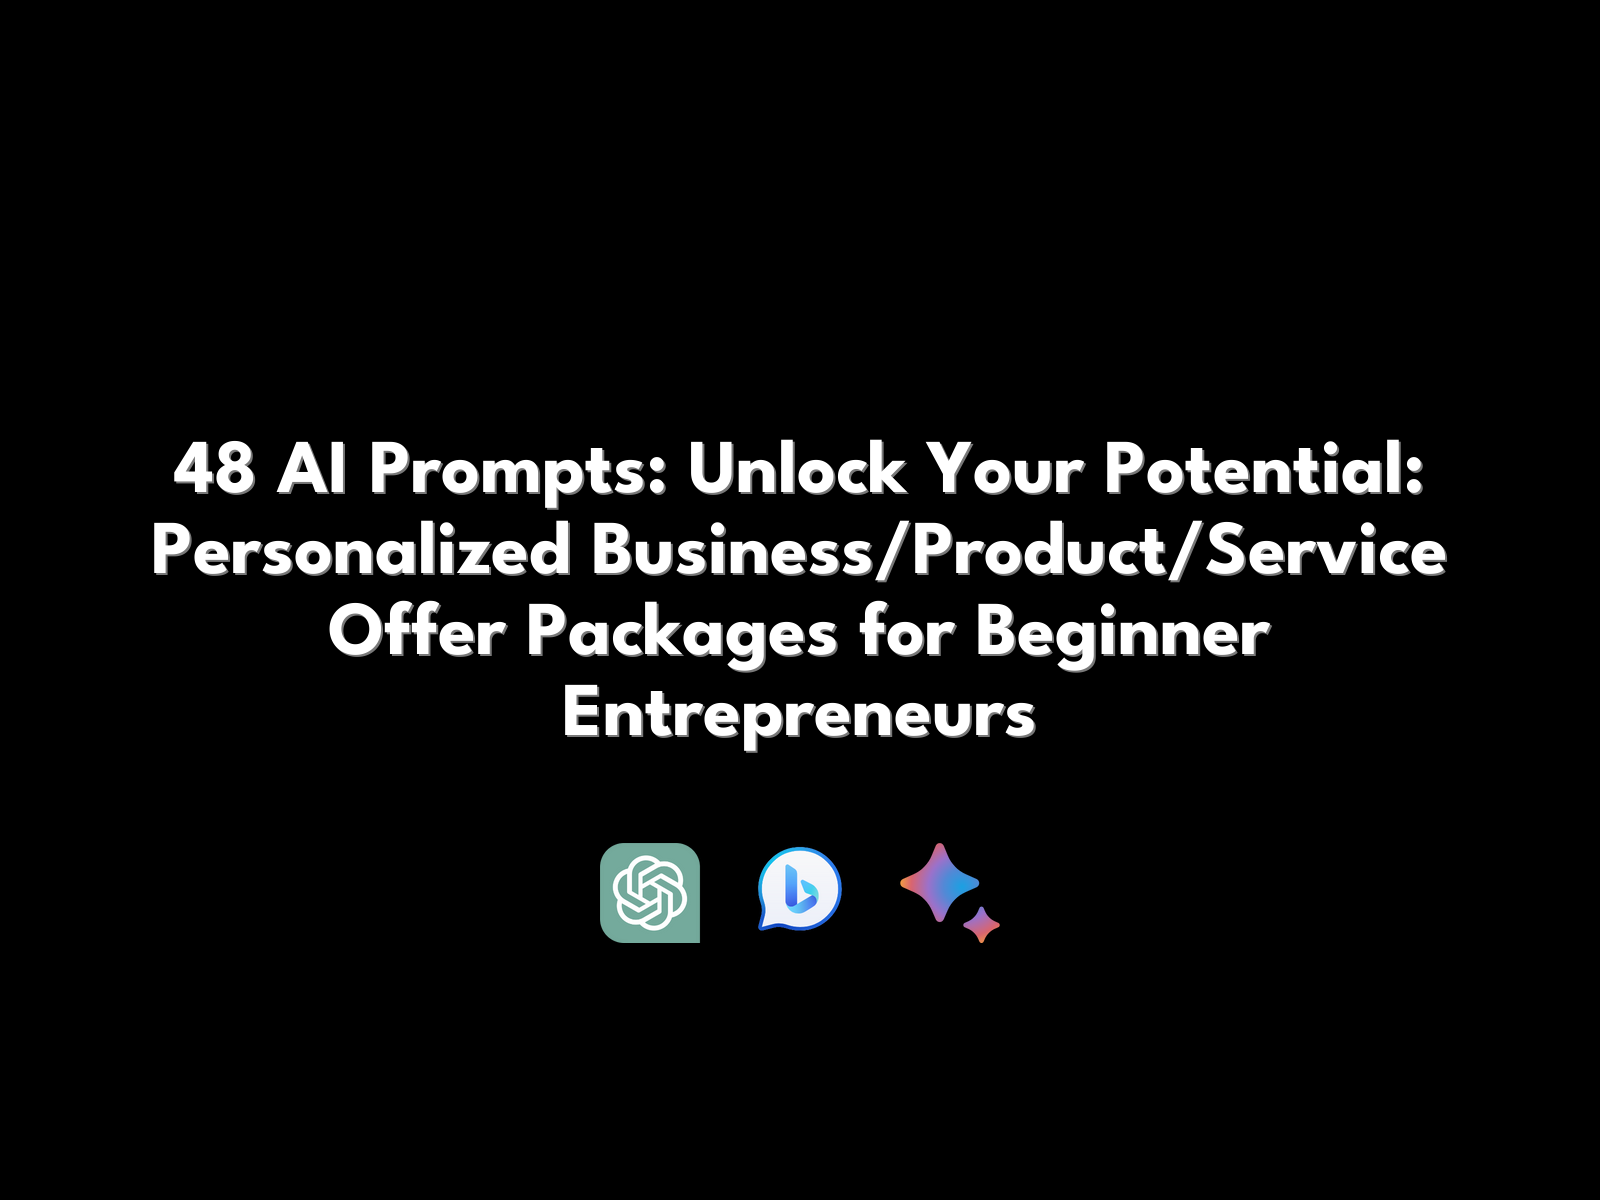 48 AI Prompts: Unlock Your Potential:
Personalized Business/Product/Service
Offer Packages for Beginner
Entrepreneurs